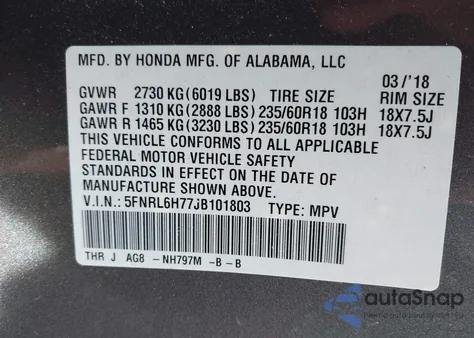 MFD. BY HONDA MFG. OF ALABAMA, LLC
03/'18
GVWR 2730 KG(6019 LBS) TIRE SIZE RIM SIZE
GAWR F 1310 KG(2888 LBS) 235/60R18 103H 18X7.5J
GAWR R 1465 KG(3230 LBS) 235/60R18 103H 18X7.5J
THIS VEHICLE CONFORMS TO ALL APPLICABLE
FEDERAL MOTOR VEHICLE SAFETY
STANDARDS IN EFFECT ON THE DATE OF
MANUFACTURE SHOWN ABOVE.
V.I.N.: 5FNRL6H77JB101803 TYPE: MPV
THR J AG8 -NH797M -B -B
autoSnap